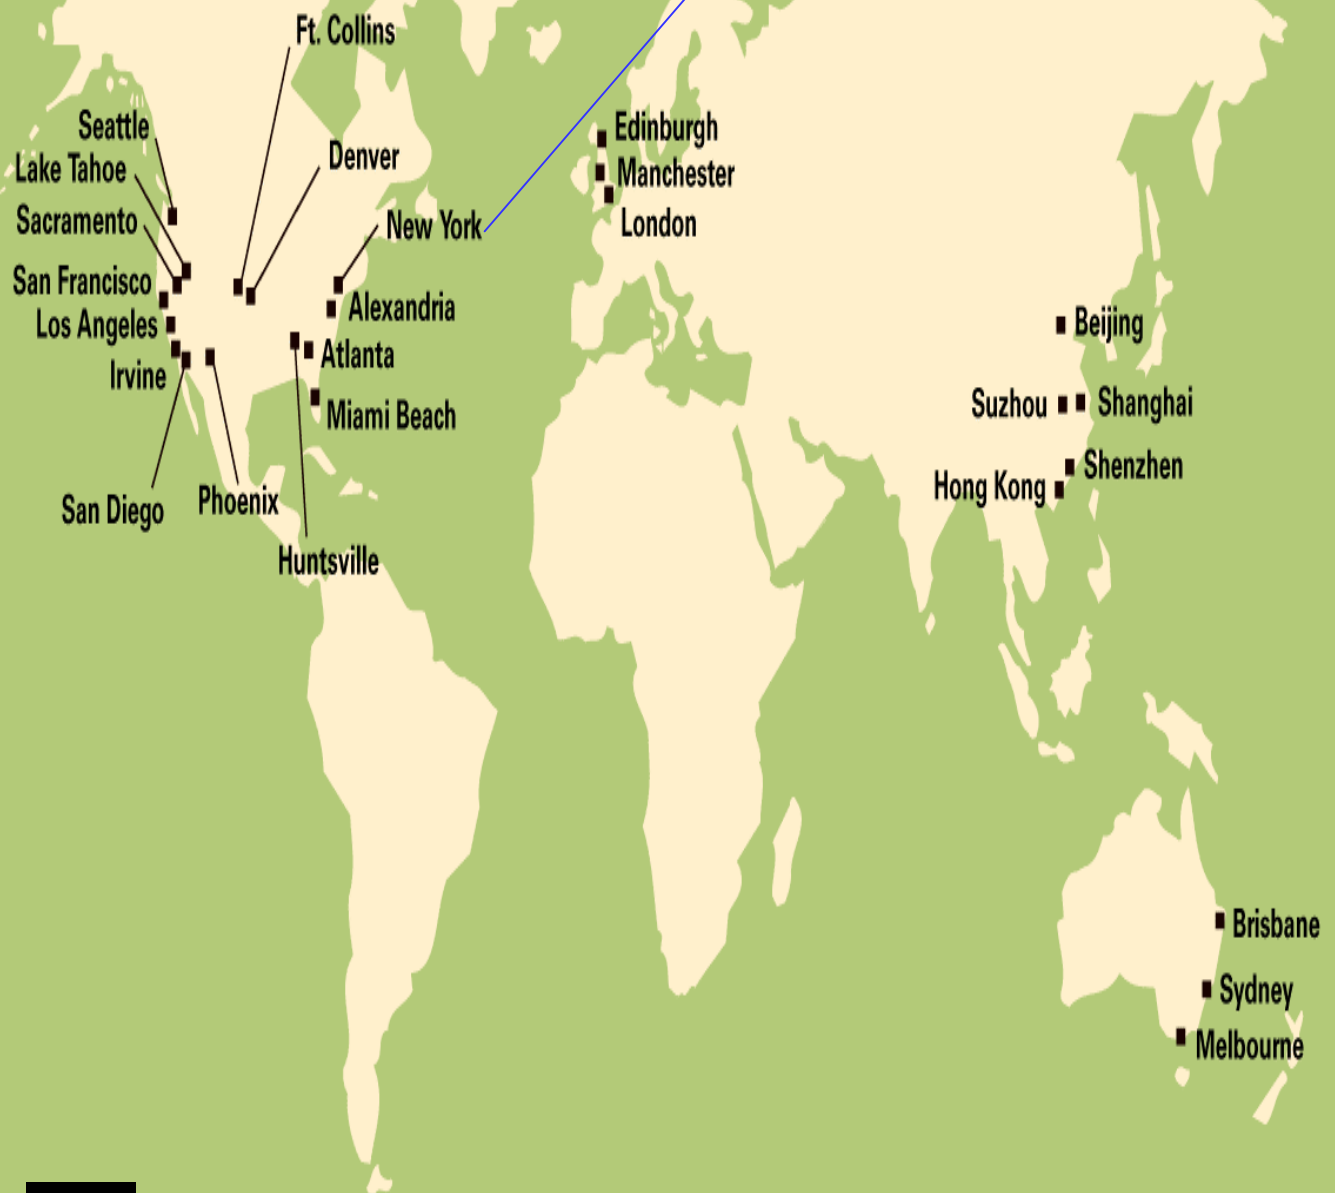 Ft. Collins
Seattle
Denver
Lake Tahoe
Sacramento
New York
San Francisco
Los Angeles
Alexandria
Atlanta
Irvine
Miami Beach
San Diego
Phoenix
Huntsville
Edinburgh
Manchester
London
Beijing
Suzhou
Shanghai
Shenzhen
Hong Kong
Brisbane
Sydney
Melbourne